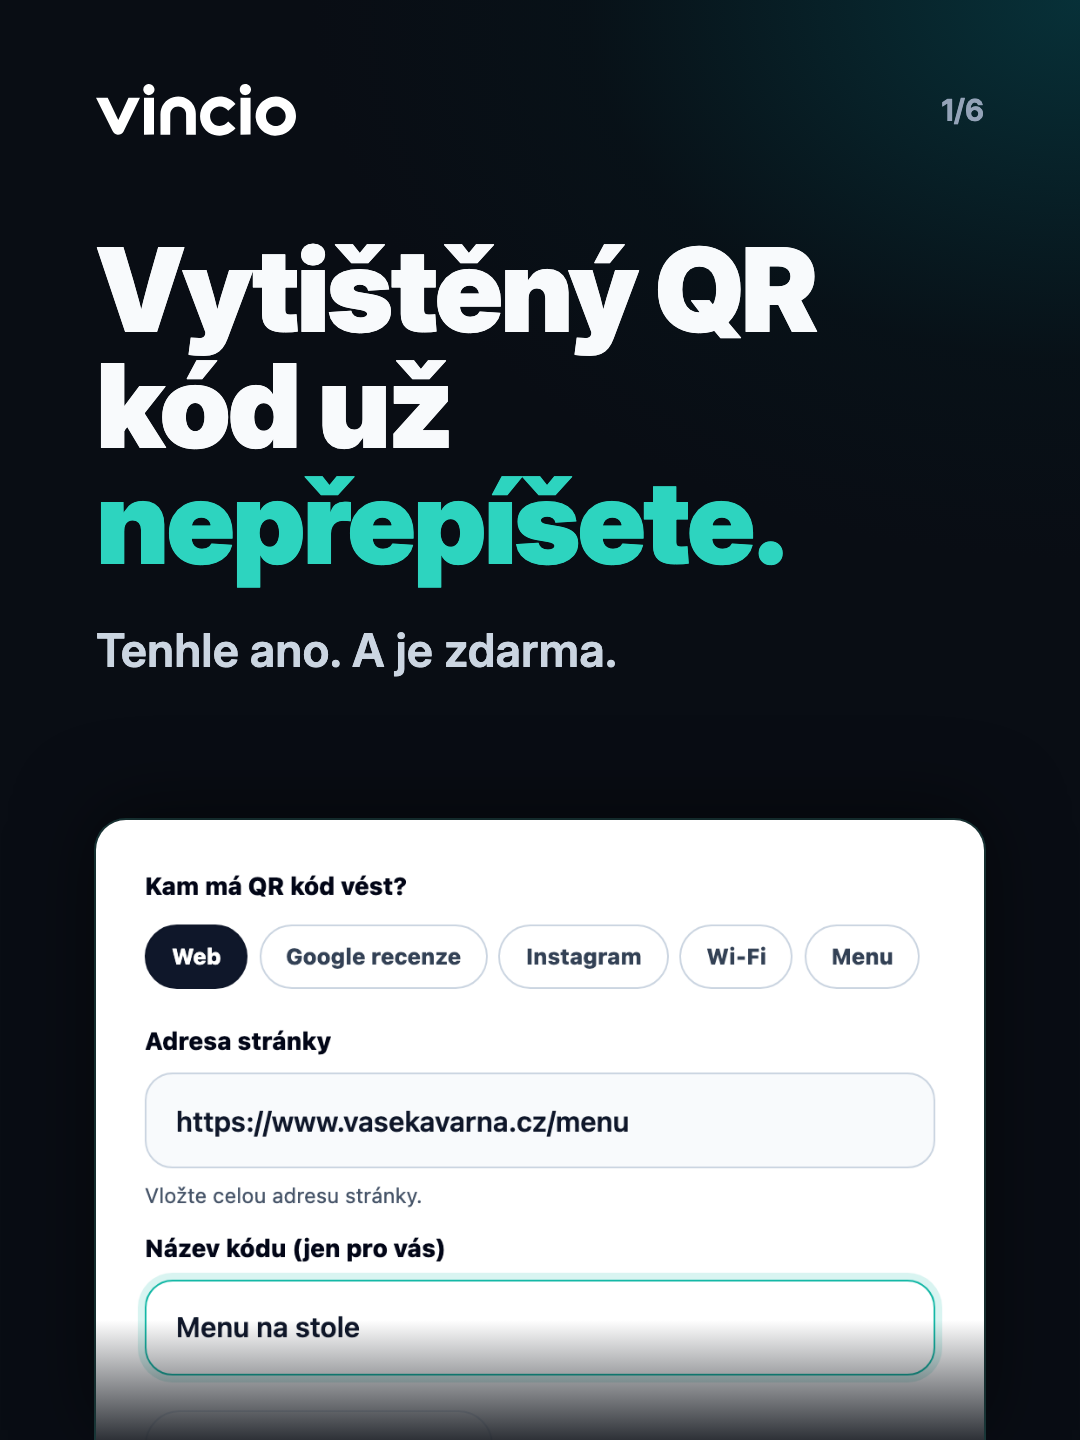 vincio
1/6
Vytištěný QR
kód už
nepřepíšete.
Tenhle ano. A je zdarma.
Kam má QR kód vést?
Web
Google recenze
Instagram
Wi-Fi
Menu
Adresa stránky
https://www.vasekavarna.cz/menu
Vložte celou adresu stránky.
Název kódu (jen pro vás)
Menu na stole